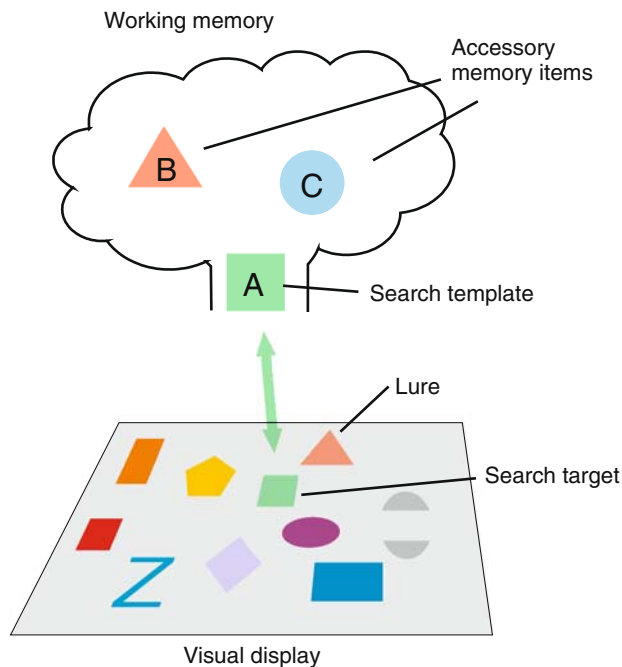 Working memory
Accessory
memory items
B
C
A
Search template
Lure
Search target
Z
Visual display